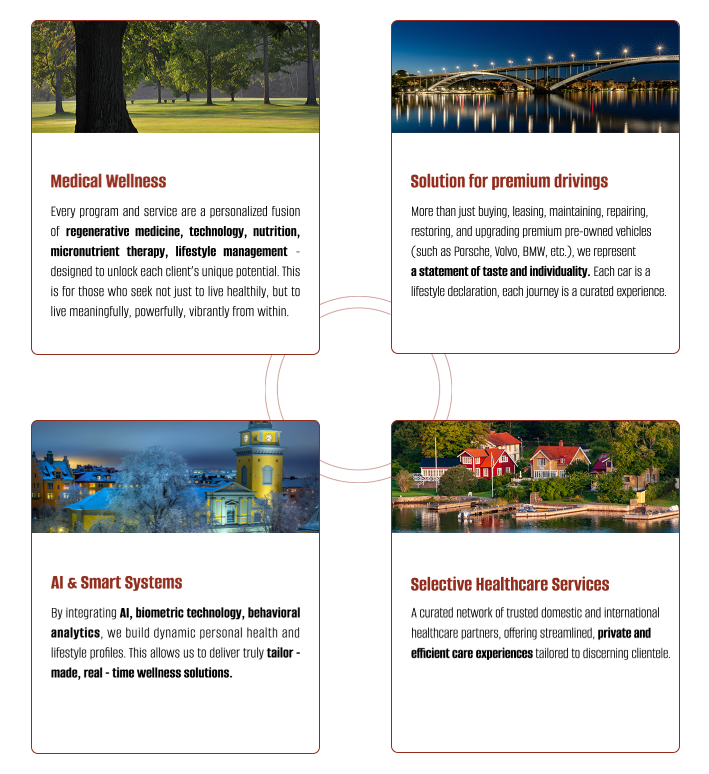 Medical Wellness
Every program and service are a personalized fusion
of regenerative medicine, technology, nutrition,
micronutrient therapy, lifestyle management -
designed to unlock each client's unique potential. This
is for those who seek not just to live healthily, but to
live meaningfully, powerfully, vibrantly from within.
Solution for premium drivings
More than just buying, leasing, maintaining, repairing,
restoring, and upgrading premium pre-owned vehicles
(such as Porsche, Volvo, BMW, etc.), we represent
a statement of taste and individuality. Each car is a
lifestyle declaration, each journey is a curated experience.
AI & Smart Systems
By integrating AI, biometric technology, behavioral
analytics, we build dynamic personal health and
lifestyle profiles. This allows us to deliver truly tailor -
made, real - time wellness solutions.
Selective Healthcare Services
A curated network of trusted domestic and international
healthcare partners, offering streamlined, private and
efficient care experiences tailored to discerning clientele.